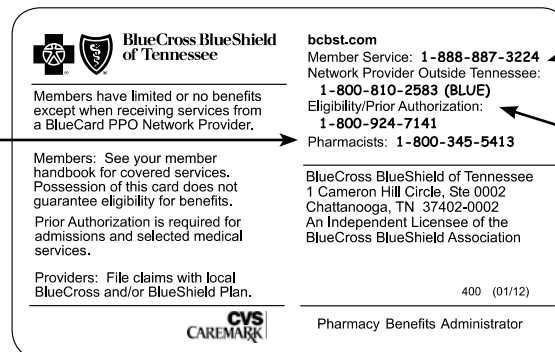 BlueCross BlueShield
of Tennessee
Members have limited or no benefits
except when receiving services from
a BlueCard PPO Network Provider.
Members: See your member
handbook for covered services.
Possession of this card does not
guarantee eligibility for benefits.
Prior Authorization is required for
admissions and selected medical
services.
Providers: File claims with local
BlueCross and/or BlueShield Plan.
CVS
CAREMARK
bcbst.com
Member Service: 1-888-887-3224
Network Provider Outside Tennessee:
1-800-810-2583 (BLUE)
Eligibility/Prior Authorization:
1-800-924-7141
Pharmacists: 1-800-345-5413
BlueCross BlueShield of Tennessee
1 Cameron Hill Circle, Ste 0002
Chattanooga, TN 37402-0002
An Independent Licensee of the
BlueCross BlueShield Association
400 (01/12)
Pharmacy Benefits Administrator